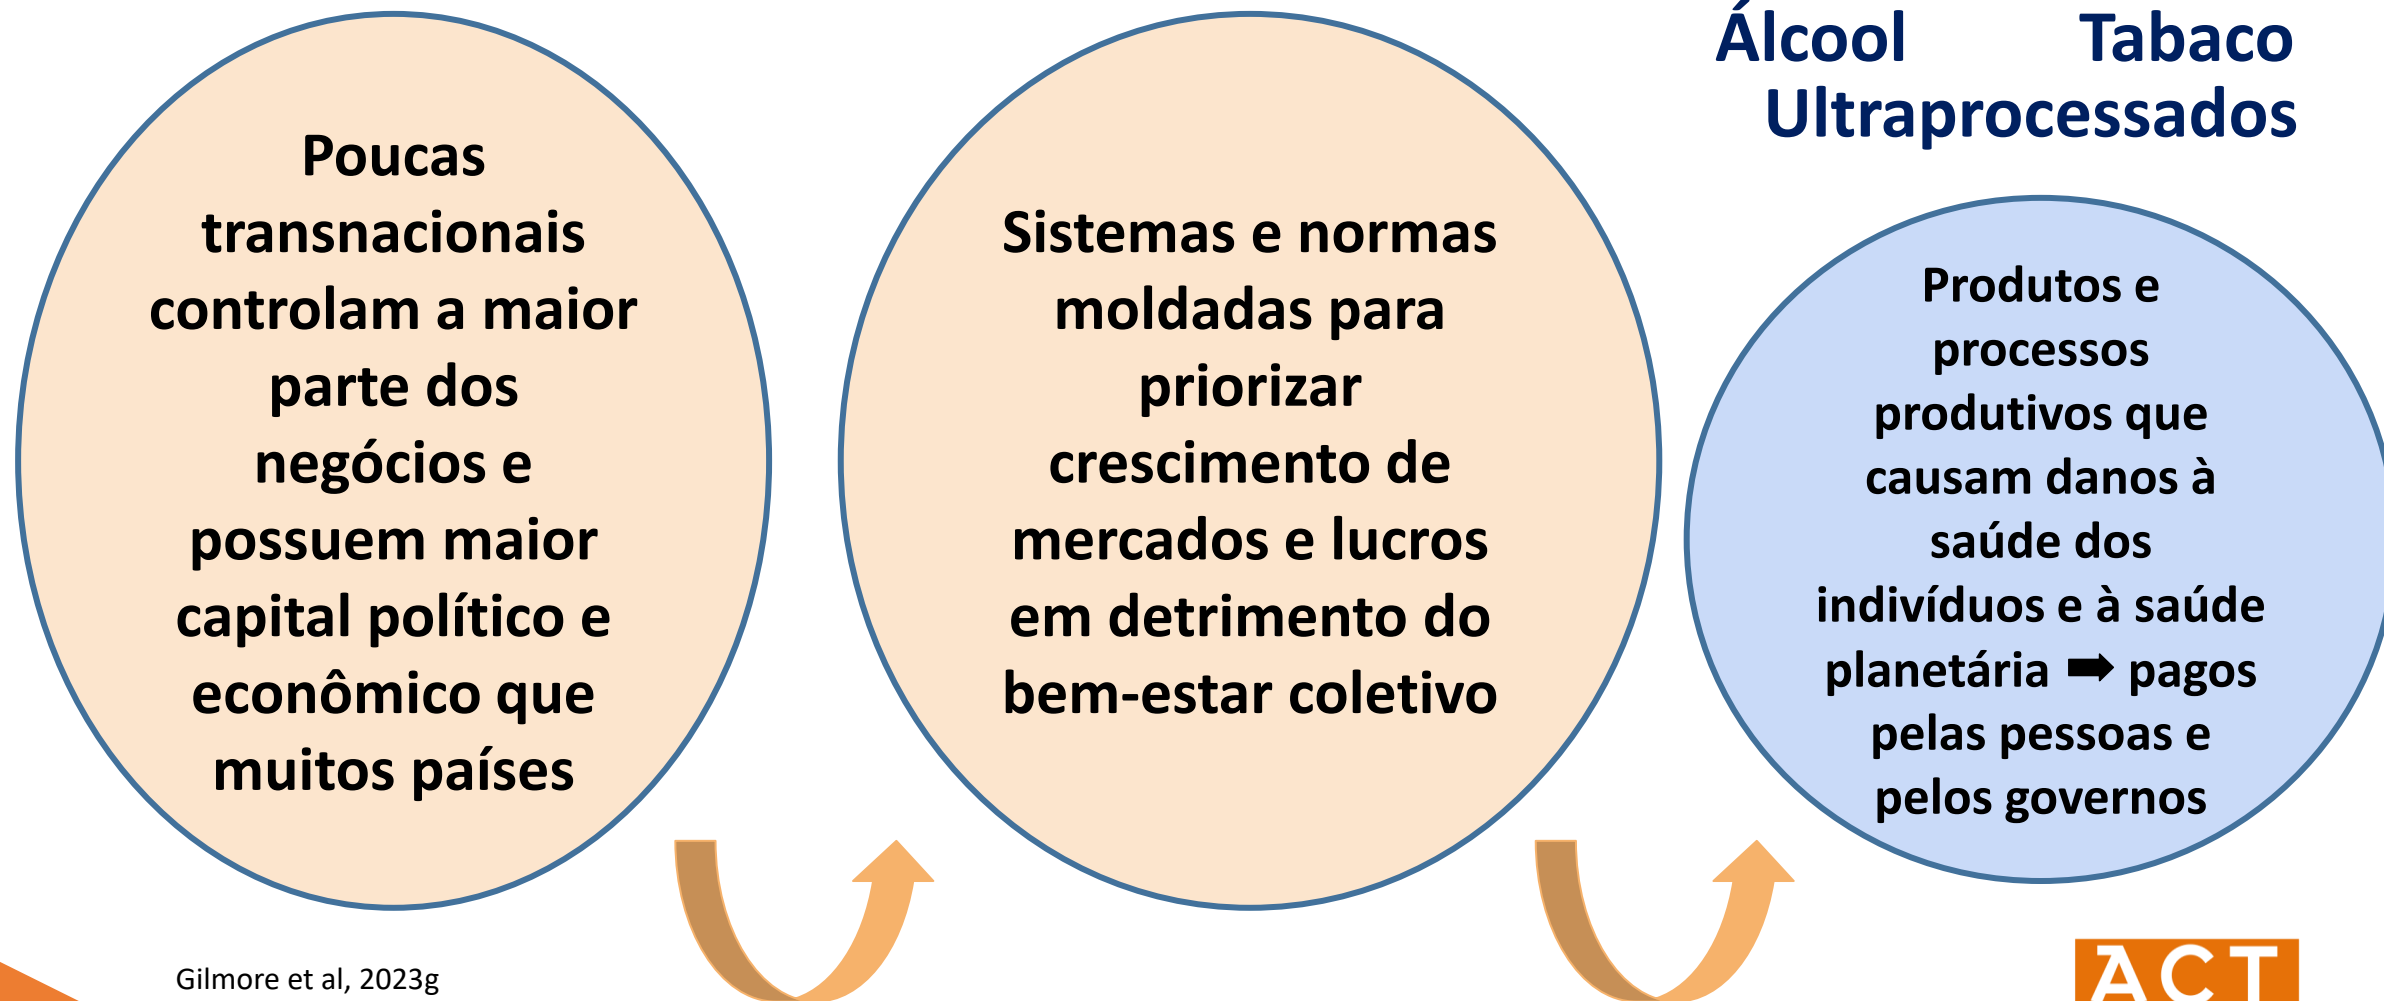 Álcool Tabaco
Ultraprocessados
Poucas
transnacionais
controlam a maior
parte dos
negócios e
possuem maior
capital político e
econômico que
muitos países
Sistemas e normas
moldadas para
priorizar
crescimento de
mercados e lucros
em detrimento do
bem-estar coletivo
Produtos e
processos
produtivos que
causam danos à
saúde dos
indivíduos e à saúde
planetária ➡ pagos
pelas pessoas e
pelos governos
Gilmore et al, 2023g
ACT